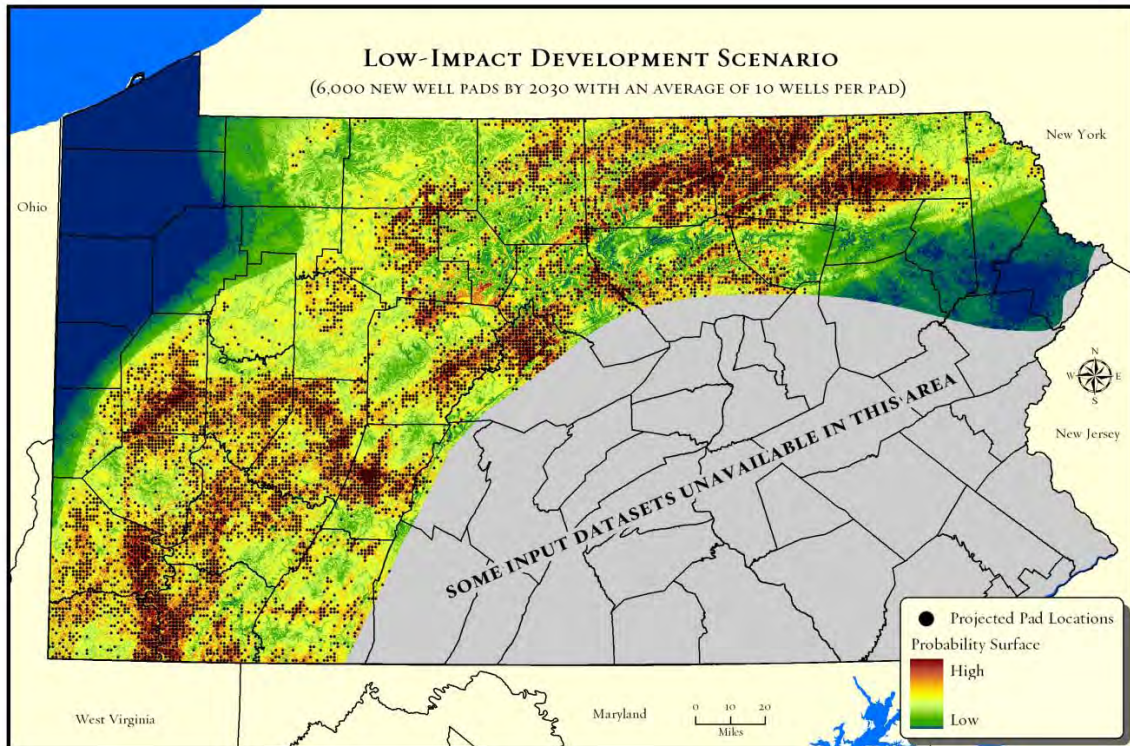 LOW-IMPACT DEVELOPMENT SCENARIO
(6,000 NEW WELL PADS BY 2030 WITH AN AVERAGE OF 10 WELLS PER PAD)
New York
Ohio
N
W E
S
SOME INPUT DATASETS UNAVAILABLE IN THIS AREA
New Jersey
Projected Pad Locations
Probability Surface
High
Low
West Virginia
Maryland
0 10 20
Miles